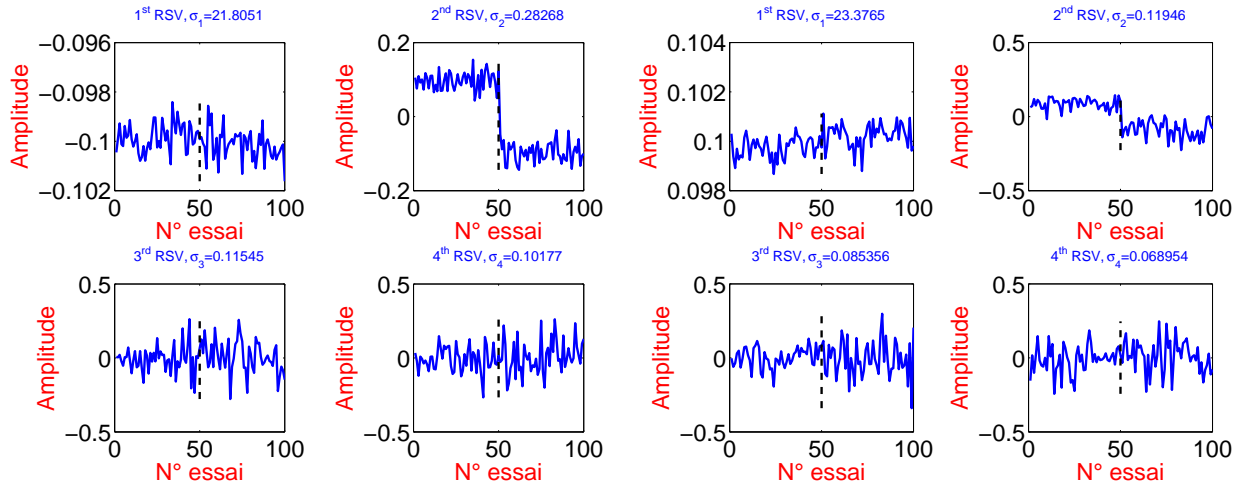 1st RSV, σ1=21.8051
2nd RSV, σ2=0.28268
1st RSV, σ1=23.3765
2nd RSV, σ2=0.11946
−0.096
−0.098
−0.1
−0.102
Amplitude
0 50 100
N° essai
0.2
0
−0.2
Amplitude
0 50 100
N° essai
0.104
0.102
0.1
0.098
Amplitude
0 50 100
N° essai
0.5
0
−0.5
Amplitude
0 50 100
N° essai
3rd RSV, σ3=0.11545
4th RSV, σ4=0.10177
3rd RSV, σ3=0.085356
4th RSV, σ4=0.068954
0.5
0
−0.5
Amplitude
0 50 100
N° essai
0.5
0
−0.5
Amplitude
0 50 100
N° essai
0.5
0
−0.5
Amplitude
0 50 100
N° essai
0.5
0
−0.5
Amplitude
0 50 100
N° essai